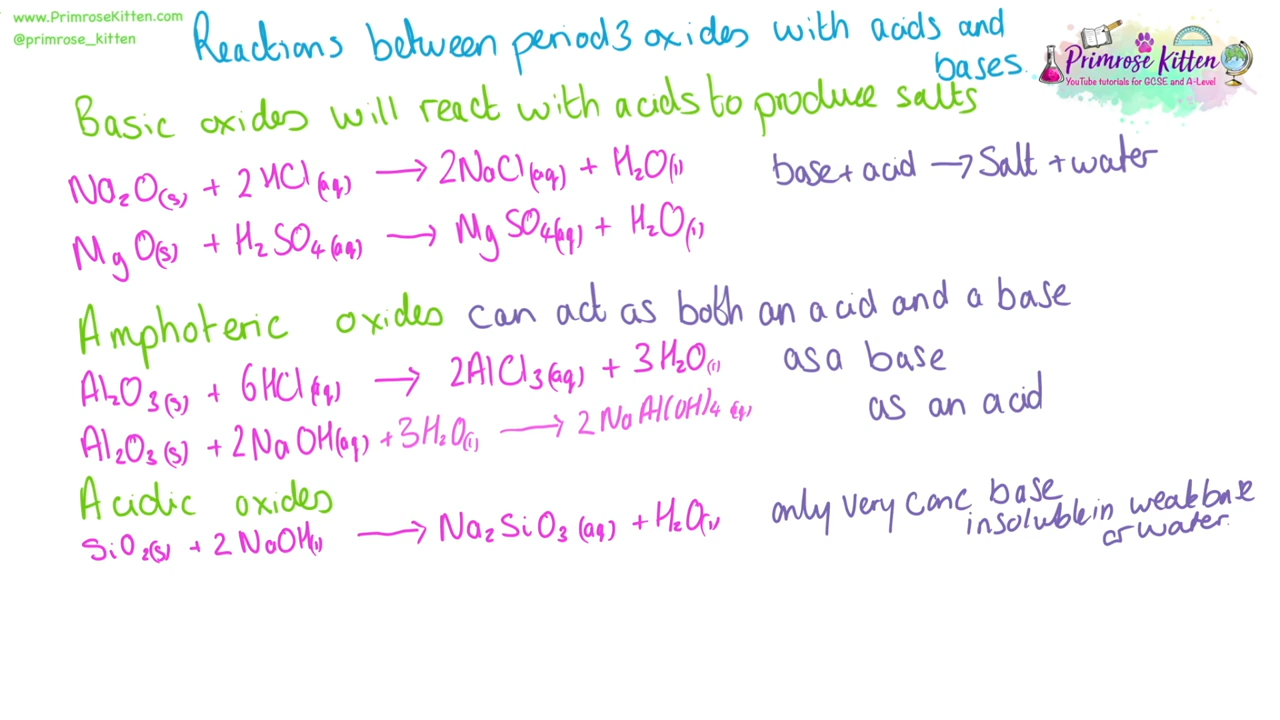 www.PrimroseKitten.com
@primrose_kitten
Reactions between period 3 oxides with acids and
bases.
Primrose Kitten
YouTube tutorials for GCSE and A-Level
Basic oxides will react with acids to produce salts
Na₂O(s) + 2HCl(aq) → 2NaCl(aq) + H₂O(l) base + acid → Salt + water
MgO(s) + H₂SO₄(aq) → MgSO₄(aq) + H₂O(l)
Amphoteric oxides can act as both an acid and a base
Al₂O₃(s) + 6HCl(aq) → 2AlCl₃(aq) + 3H₂O(l) as a base
Al₂O₃(s) + 2NaOH(aq) + 3H₂O(l) → 2NaAl(OH)₄(aq) as an acid
Acidic oxides
SiO₂(s) + 2NaOH(l) → Na₂SiO₃(aq) + H₂O(l) only very conc base
insoluble in weak base
or water.